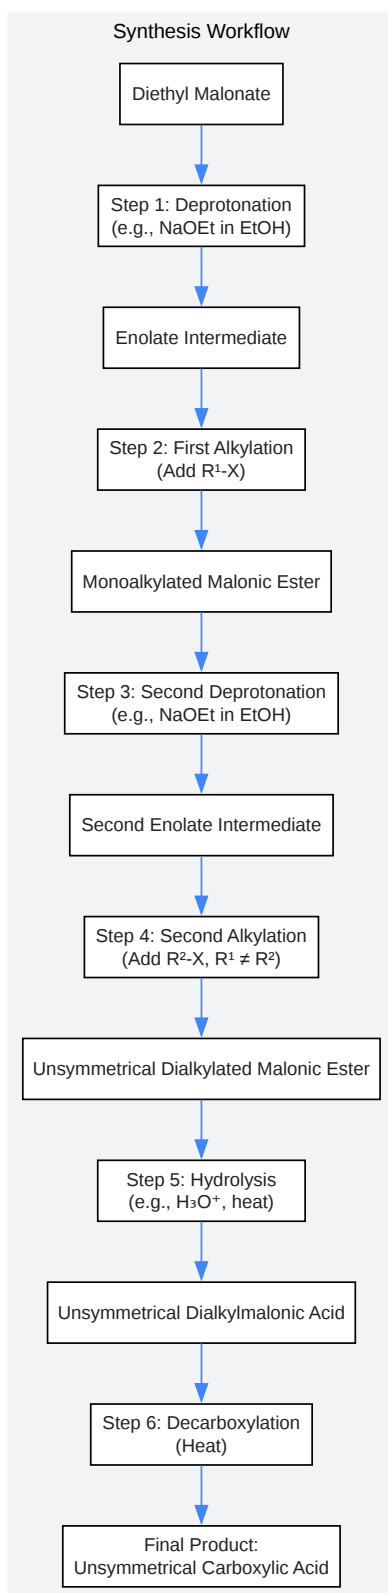 Synthesis Workflow
Diethyl Malonate
Step 1: Deprotonation
(e.g., NaOEt in EtOH)
Enolate Intermediate
Step 2: First Alkylation
(Add R¹-X)
Monoalkylated Malonic Ester
Step 3: Second Deprotonation
(e.g., NaOEt in EtOH)
Second Enolate Intermediate
Step 4: Second Alkylation
(Add R²-X, R¹ ≠ R²)
Unsymmetrical Dialkylated Malonic Ester
Step 5: Hydrolysis
(e.g., H₃O⁺, heat)
Unsymmetrical Dialkylmalonic Acid
Step 6: Decarboxylation
(Heat)
Final Product:
Unsymmetrical Carboxylic Acid